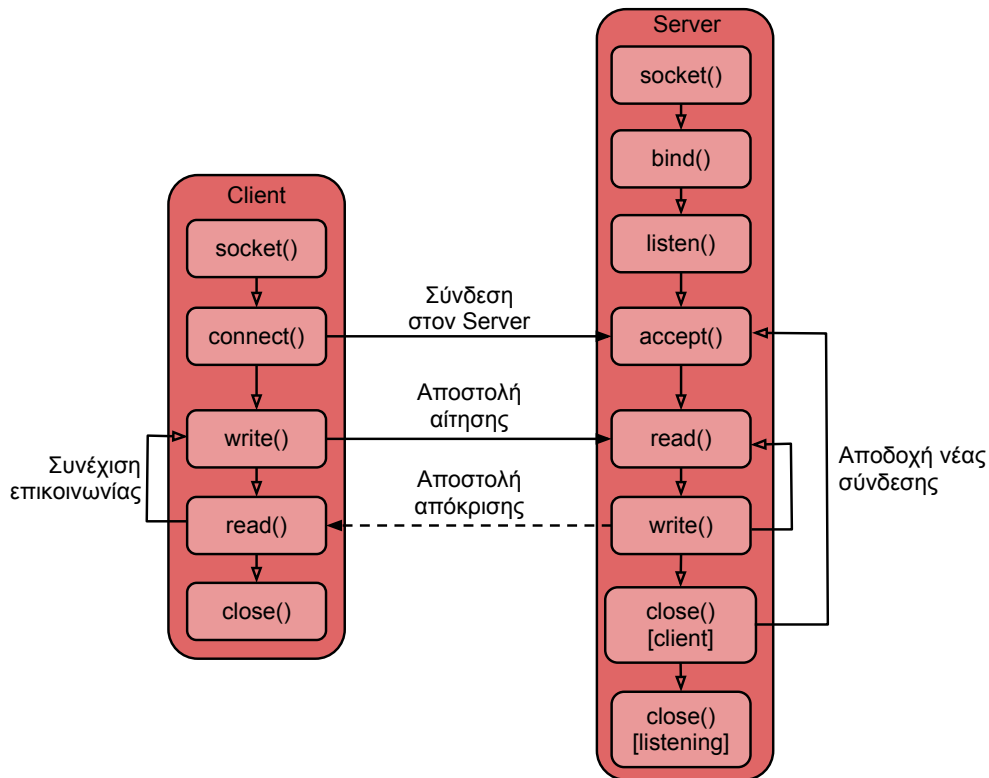 Server
socket()
bind()
listen()
accept()
read()
write()
close()
[client]
close()
[listening]
Client
socket()
connect()
write()
read()
close()
Σύνδεση
στον Server
Αποστολή
αίτησης
Αποστολή
απόκρισης
Συνέχιση
επικοινωνίας
Αποδοχή νέας
σύνδεσης